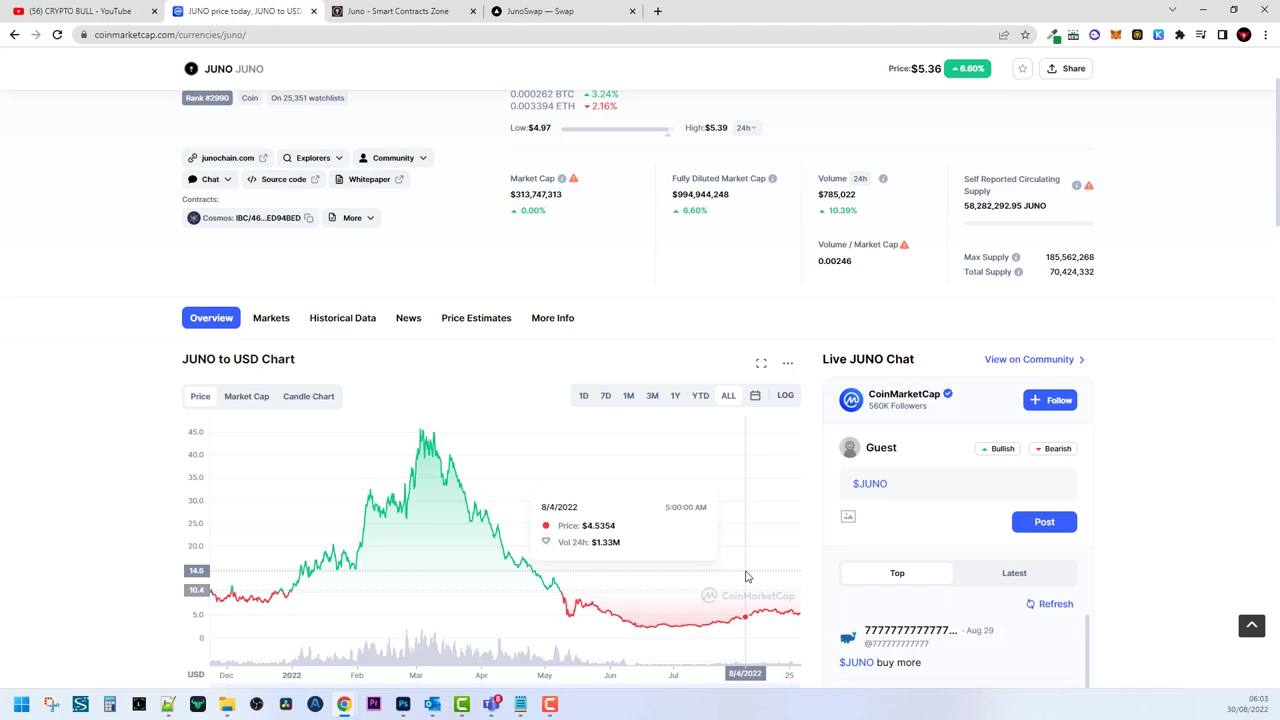 (56) CRYPTO BULL - YouTube
JUNO price today, JUNO to USD
Juno - Smart Contracts Zone
JunoSwap — Swap
coinmarketcap.com/currencies/juno/
JUNO JUNO
Price:$5.36
6.60%
Share
Rank #2990
Coin
On 25,351 watchlists
0.000262 BTC
3.24%
0.003394 ETH
2.16%
Low:$4.97
High:$5.39
24h
junochain.com
Explorers
Community
Chat
Source code
Whitepaper
Contracts:
Cosmos: IBC/46...ED94BED
More
Market Cap
$313,747,313
0.00%
Fully Diluted Market Cap
$994,944,248
6.60%
Volume 24h
$785,022
10.39%
Volume / Market Cap
0.00246
Self Reported Circulating
Supply
58,282,292.95 JUNO
Max Supply
185,562,268
Total Supply
70,424,332
Overview
Markets
Historical Data
News
Price Estimates
More Info
JUNO to USD Chart
Price
Market Cap
Candle Chart
1D
7D
1M
3M
1Y
YTD
ALL
LOG
45.0
40.0
35.0
30.0
25.0
20.0
14.6
10.4
5.0
0
8/4/2022
5:00:00 AM
Price: $4.5354
Vol 24h: $1.33M
CoinMarketCap
USD
Dec
2022
Feb
Mar
Apr
May
Jun
Jul
8/4/2022
25
Live JUNO Chat
View on Community
CoinMarketCap
560K Followers
Follow
Guest
Bullish
Bearish
$JUNO
Post
Top
Latest
Refresh
7777777777777...
· Aug 29
@777777777777
$JUNO buy more
06:03
30/08/2022